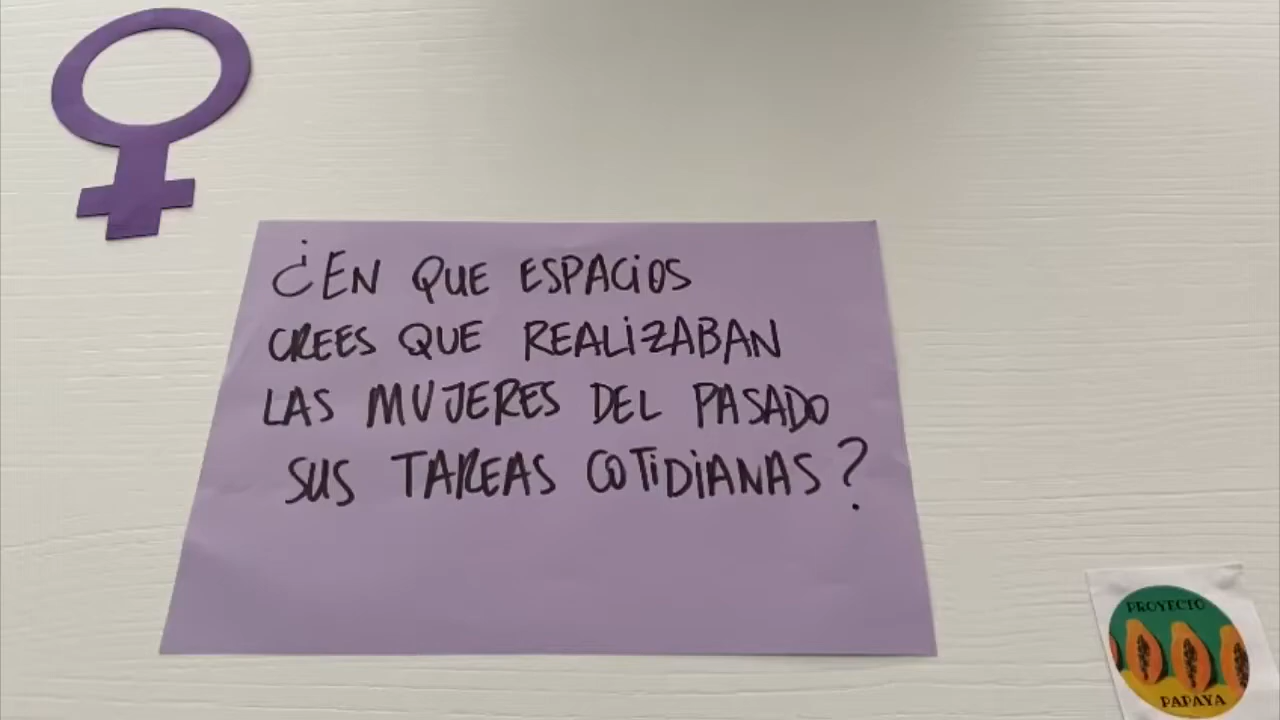 ¿EN QUE ESPACIOS
CREES QUE REALIZABAN
LAS MUJERES DEL PASADO
SUS TAREAS COTIDIANAS?
PROYECTO
PAPAYA